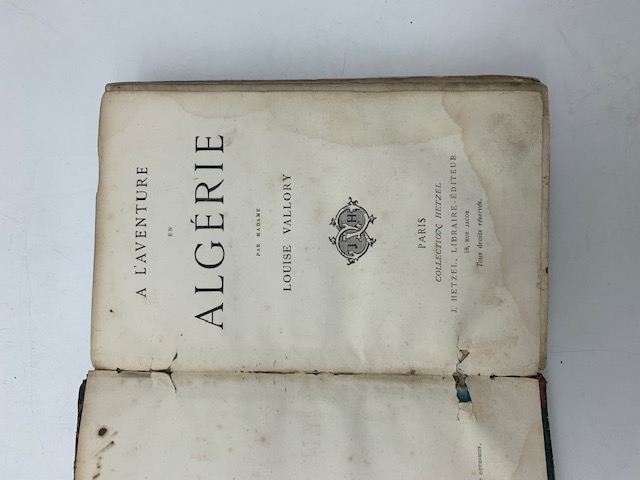 A L'AVENTURE
EN
ALGÉRIE
PAR MADAME
LOUISE VALLORY
J H
PARIS
COLLECTION HETZEL
J. HETZEL, LIBRAIRE-ÉDITEUR
18, RUE JACOB
Tous droits réservés.